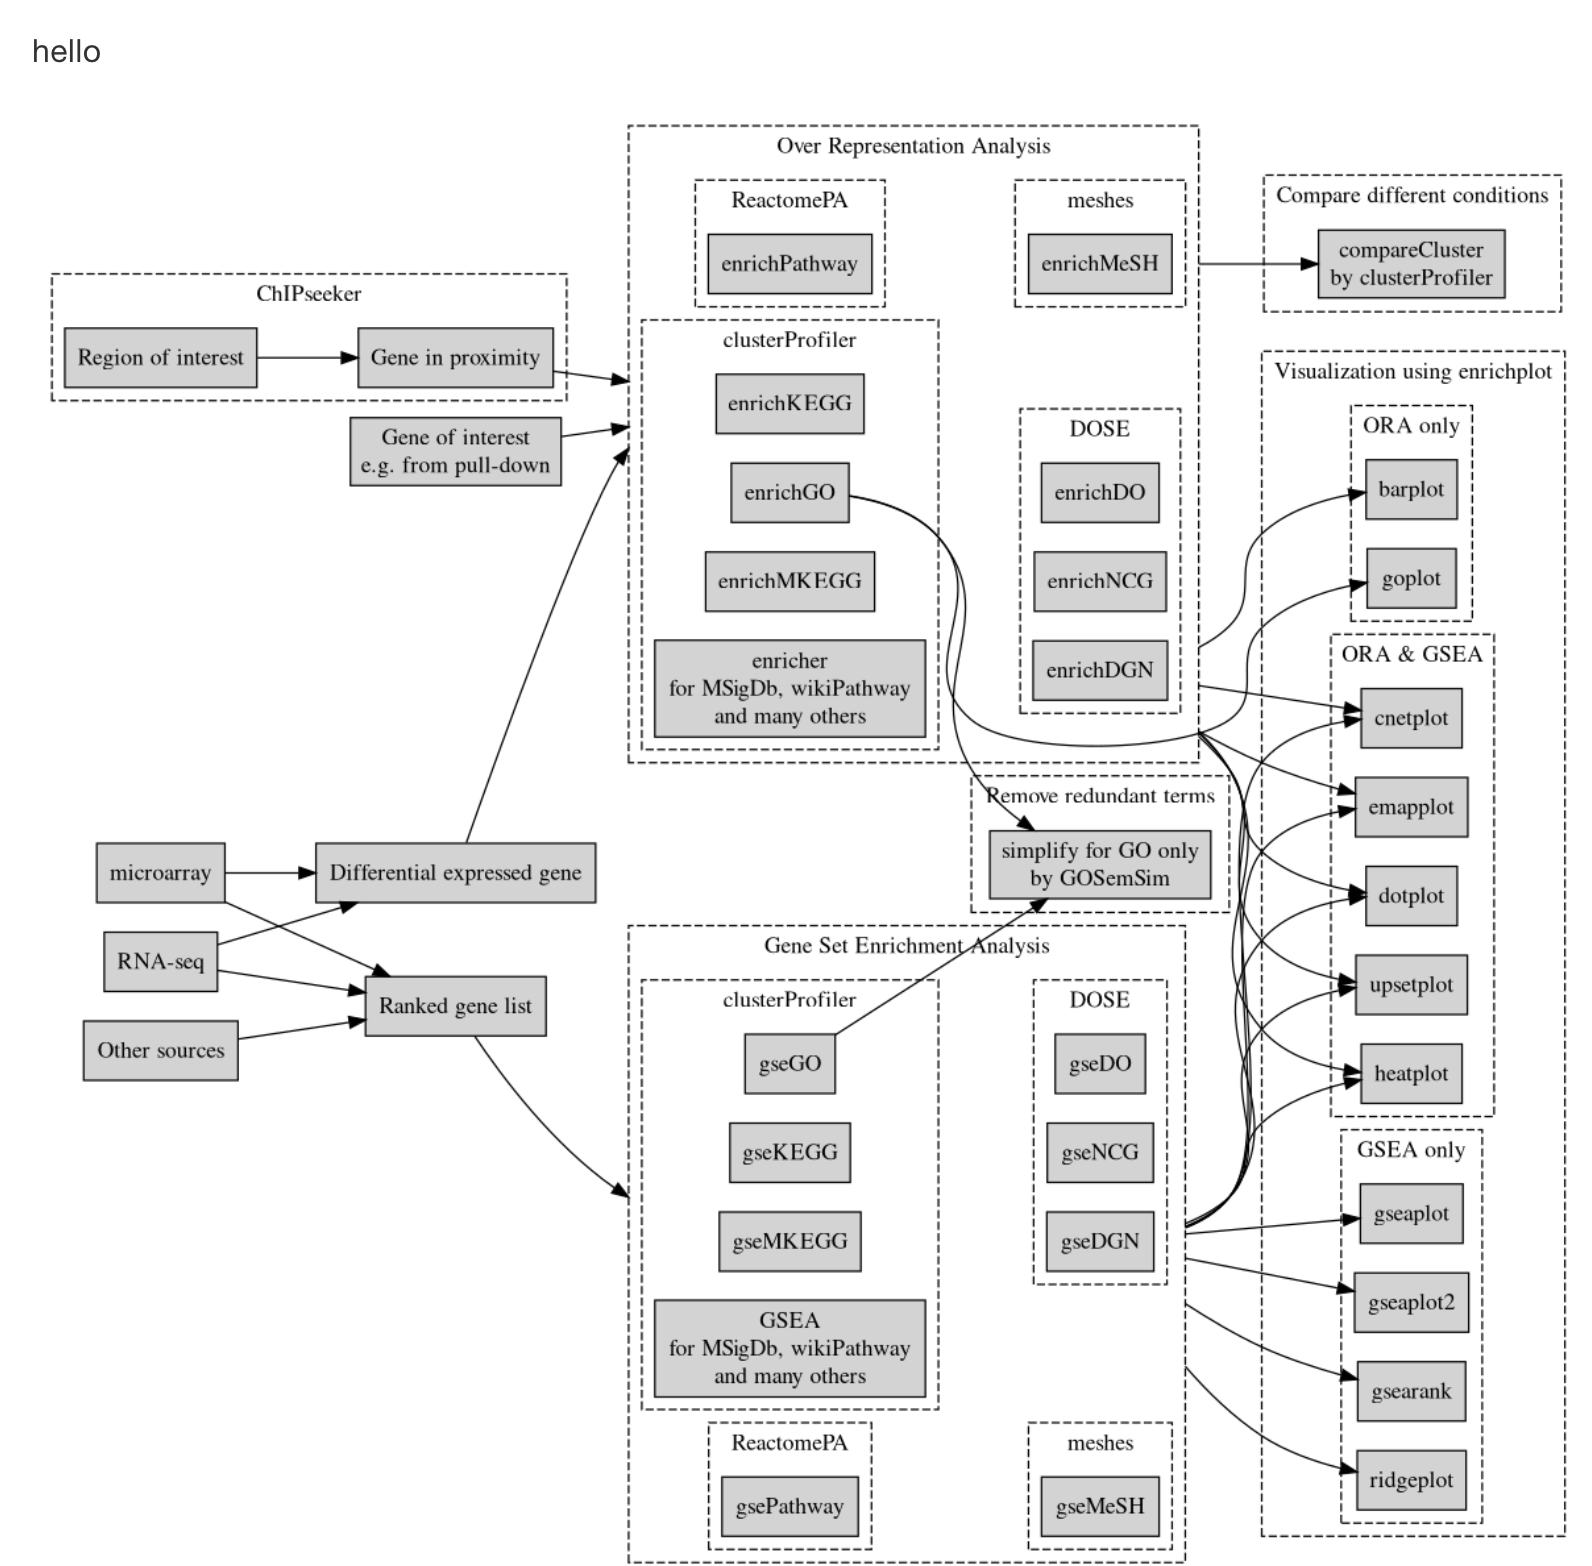 hello
Over Representation Analysis
ReactomePA
enrichPathway
meshes
enrichMeSH
Compare different conditions
compareCluster
by clusterProfiler
ChIPseeker
Region of interest
Gene in proximity
Gene of interest
e.g. from pull-down
clusterProfiler
enrichKEGG
enrichGO
enrichMKEGG
enricher
for MSigDb, wikiPathway
and many others
DOSE
enrichDO
enrichNCG
enrichDGN
Visualization using enrichplot
ORA only
barplot
goplot
ORA & GSEA
cnetplot
emapplot
dotplot
upsetplot
heatplot
GSEA only
gseaplot
gseaplot2
gsearank
ridgeplot
Remove redundant terms
simplify for GO only
by GOSemSim
microarray
Differential expressed gene
RNA-seq
Ranked gene list
Other sources
Gene Set Enrichment Analysis
clusterProfiler
gseGO
gseKEGG
gseMKEGG
GSEA
for MSigDb, wikiPathway
and many others
DOSE
gseDO
gseNCG
gseDGN
ReactomePA
gsePathway
meshes
gseMeSH